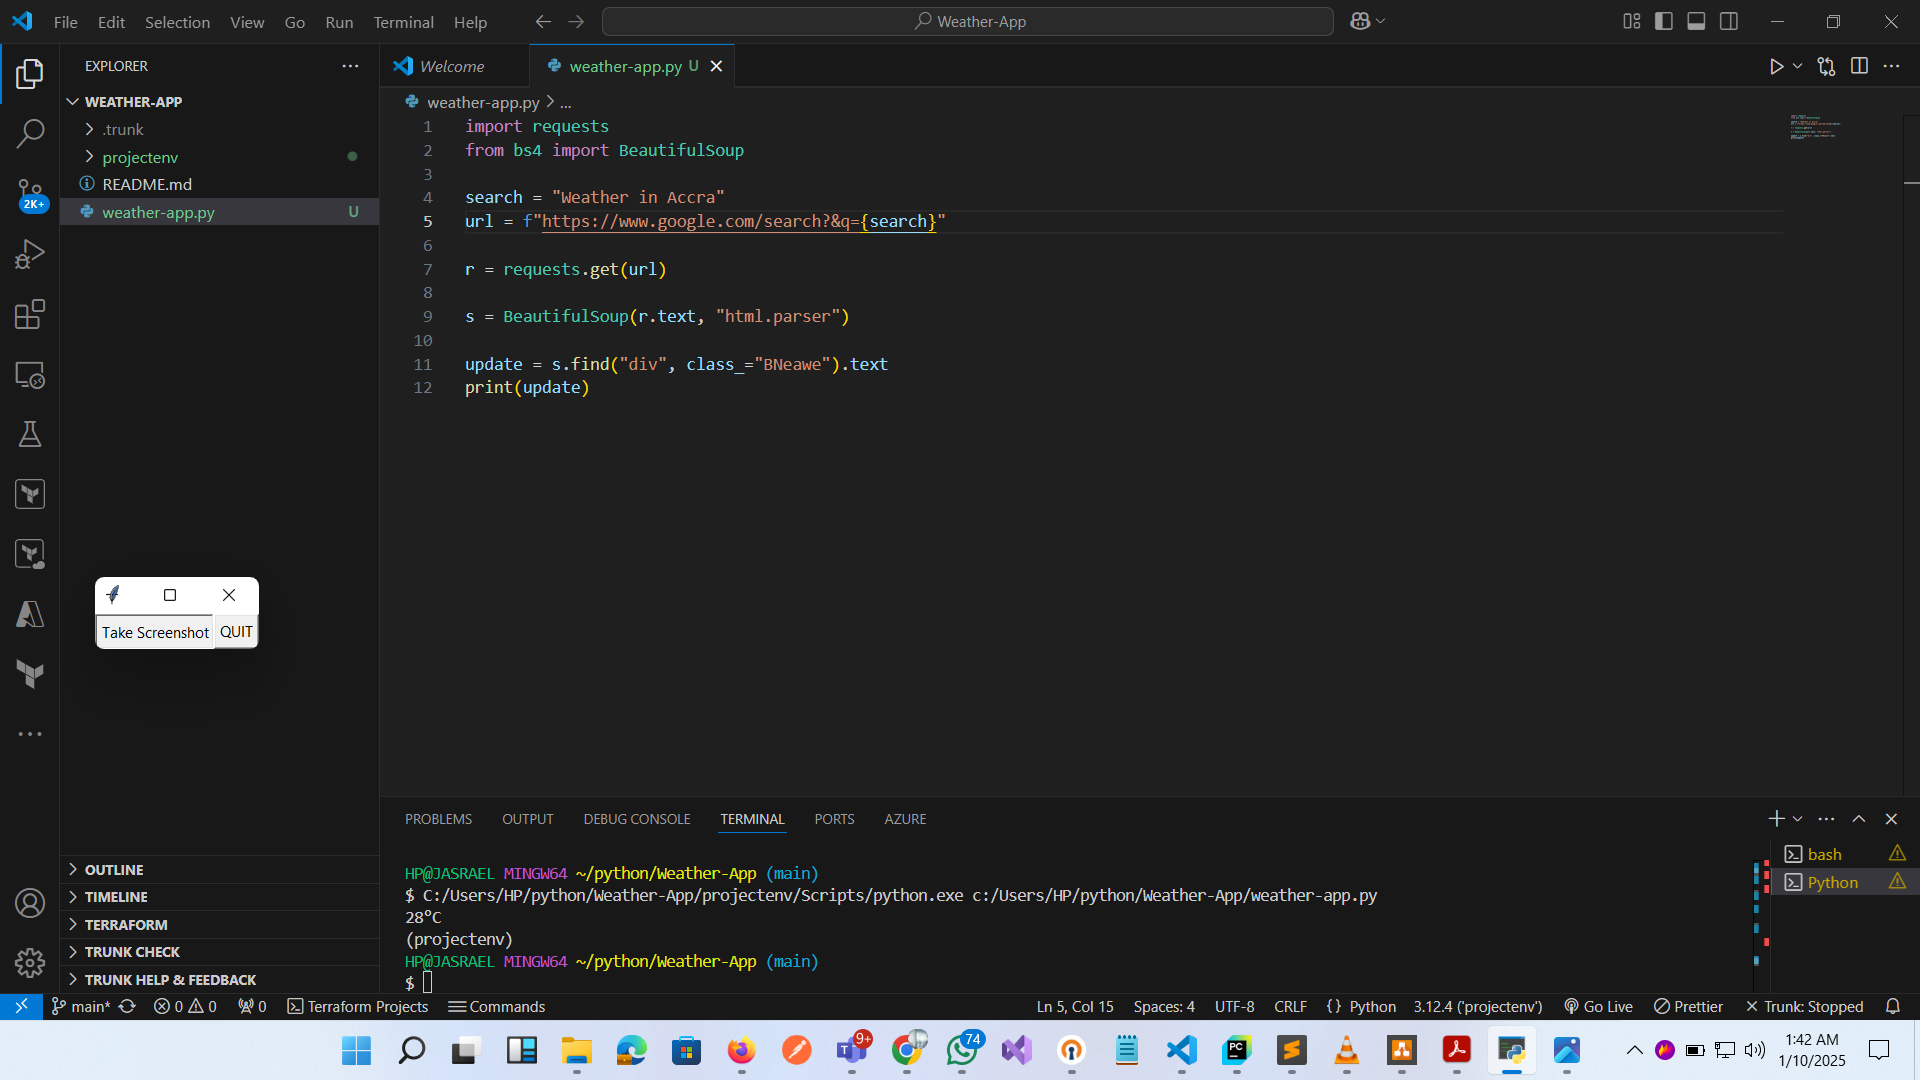 File Edit Selection View Go Run Terminal Help
Weather-App
EXPLORER
WEATHER-APP
.trunk
projectenv
README.md
weather-app.py U
2K+
Welcome
weather-app.py U
weather-app.py > ...
1 import requests
2 from bs4 import BeautifulSoup
3
4 search = "Weather in Accra"
5 url = f"https://www.google.com/search?&q={search}"
6
7 r = requests.get(url)
8
9 s = BeautifulSoup(r.text, "html.parser")
10
11 update = s.find("div", class_="BNeawe").text
12 print(update)
Take Screenshot QUIT
OUTLINE
TIMELINE
TERRAFORM
TRUNK CHECK
TRUNK HELP & FEEDBACK
PROBLEMS OUTPUT DEBUG CONSOLE TERMINAL PORTS AZURE
HP@JASRAEL MINGW64 ~/python/Weather-App (main)
$ C:/Users/HP/python/Weather-App/projectenv/Scripts/python.exe c:/Users/HP/python/Weather-App/weather-app.py
28°C
(projectenv)
HP@JASRAEL MINGW64 ~/python/Weather-App (main)
$
bash
Python
main* 0 0 0 Terraform Projects Commands
Ln 5, Col 15 Spaces: 4 UTF-8 CRLF {} Python 3.12.4 ('projectenv') Go Live Prettier Trunk: Stopped
9+
74
PC
1:42 AM
1/10/2025